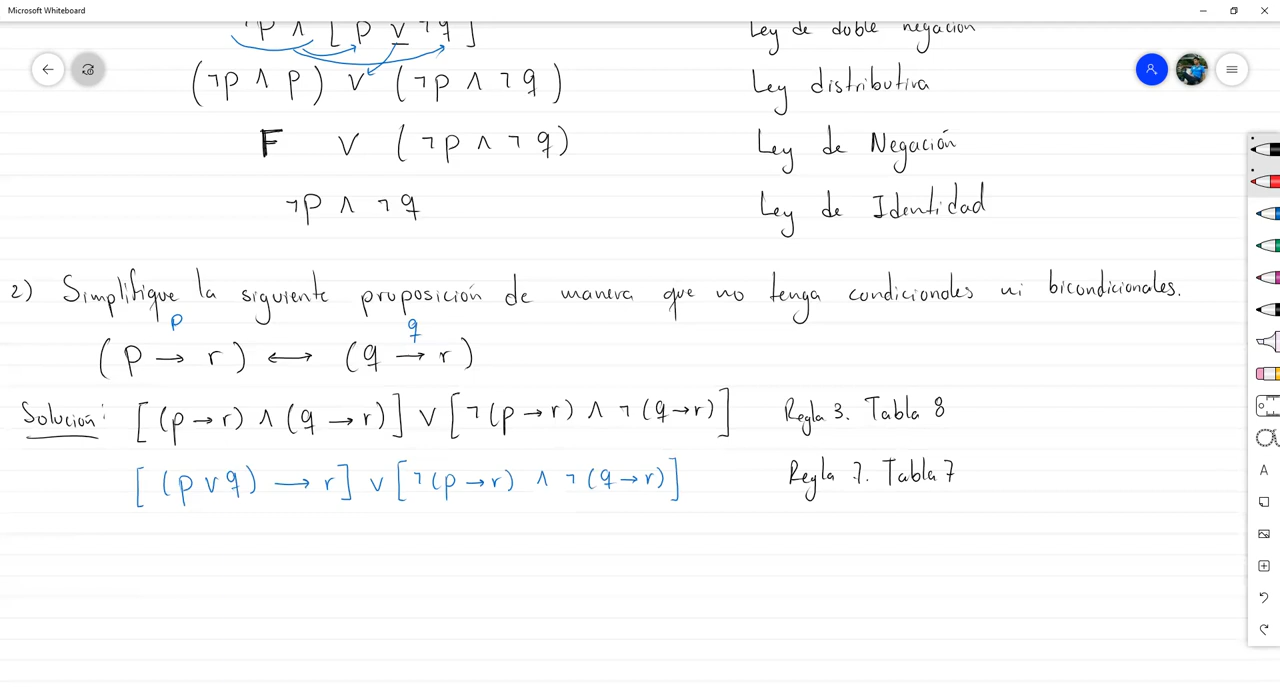 Microsoft Whiteboard
¬p ∧ [ p ∨ ¬q ] Ley de doble negación
(¬p ∧ p) ∨ (¬p ∧ ¬q) Ley distributiva
F ∨ (¬p ∧ ¬q) Ley de Negación
¬p ∧ ¬q Ley de Identidad
2) Simplifique la siguiente proposición de manera que no tenga condicionales ni bicondicionales.
p q
(p → r) ⟷ (q → r)
Solución: [(p → r) ∧ (q → r)] ∨ [¬(p → r) ∧ ¬(q → r)] Regla 3. Tabla 8
[(p ∨ q) → r] ∨ [¬(p → r) ∧ ¬(q → r)] Regla 7. Tabla 7
A